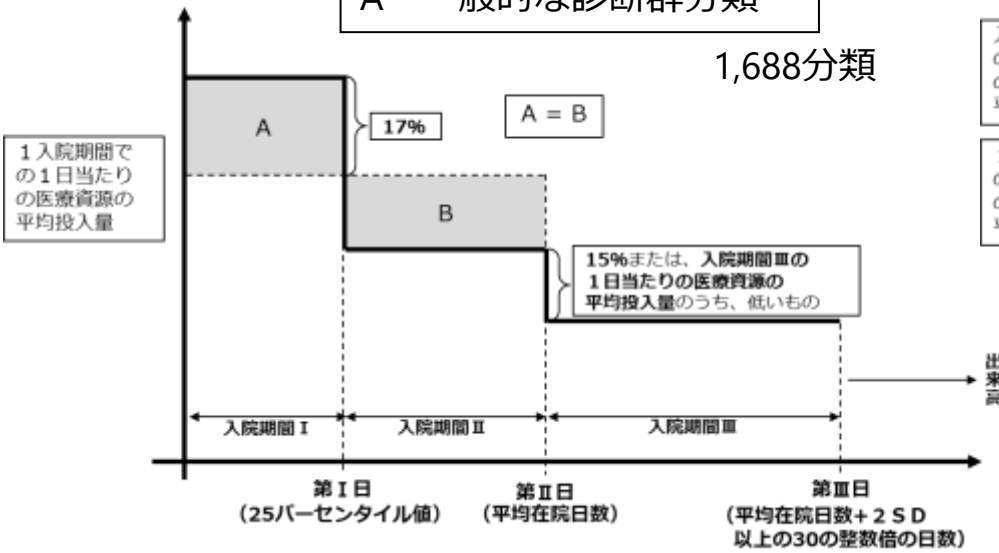 A 一般的な診断群分類
1,688分類
A
17%
A = B
１入院期間で
の１日当たり
の医療資源の
平均投入量
B
15%または、入院期間Ⅲの
１日当たりの医療資源の
平均投入量のうち、低いもの
入院期間Ⅰ
入院期間Ⅱ
入院期間Ⅲ
出
来
高
第Ⅰ日
（25パーセンタイル値）
第Ⅱ日
（平均在院日数）
第Ⅲ日
（平均在院日数＋２ＳＤ
以上の30の整数倍の日数）